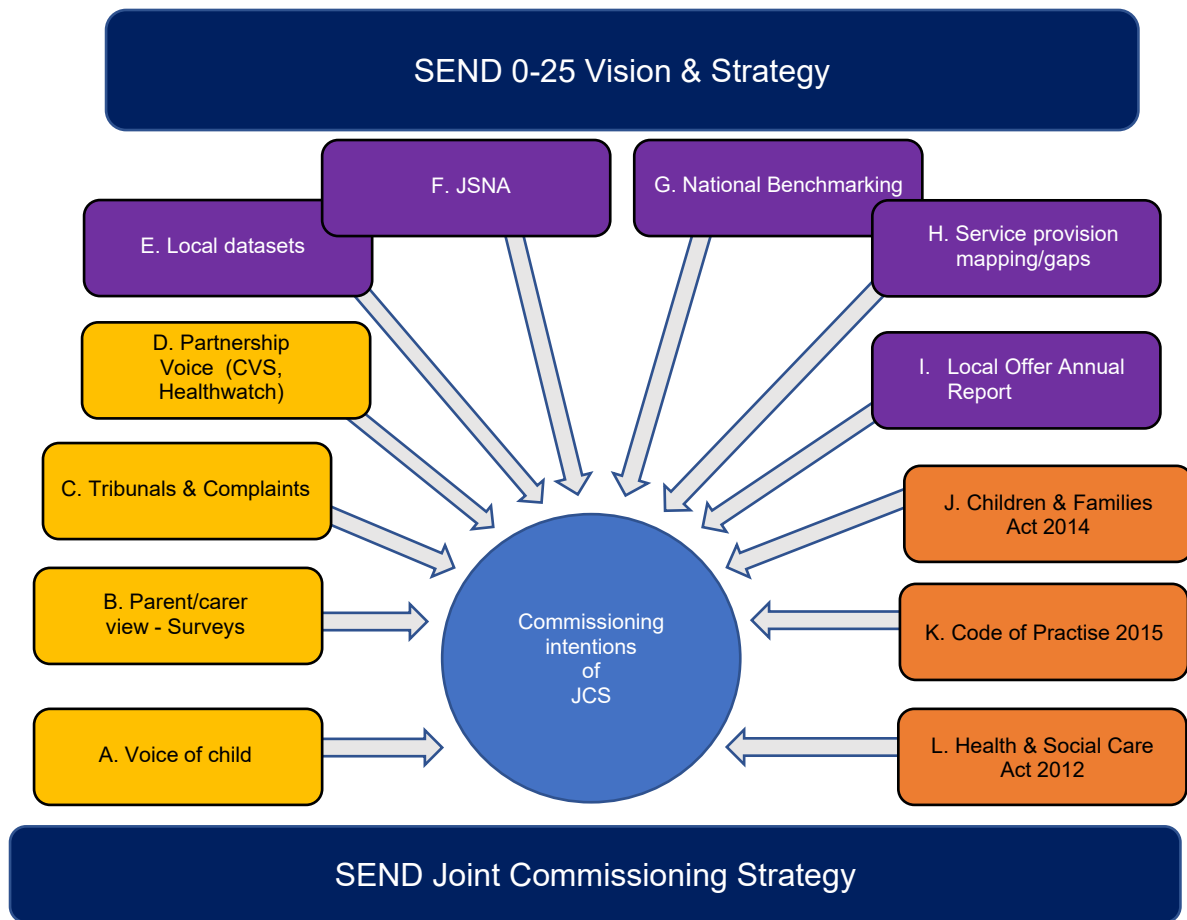 SEND 0-25 Vision & Strategy
F. JSNA
G. National Benchmarking
E. Local datasets
H. Service provision
mapping/gaps
D. Partnership
Voice (CVS,
Healthwatch)
I. Local Offer Annual
Report
C. Tribunals & Complaints
J. Children & Families
Act 2014
B. Parent/carer
view - Surveys
Commissioning
intentions
of
JCS
K. Code of Practise 2015
A. Voice of child
L. Health & Social Care
Act 2012
SEND Joint Commissioning Strategy